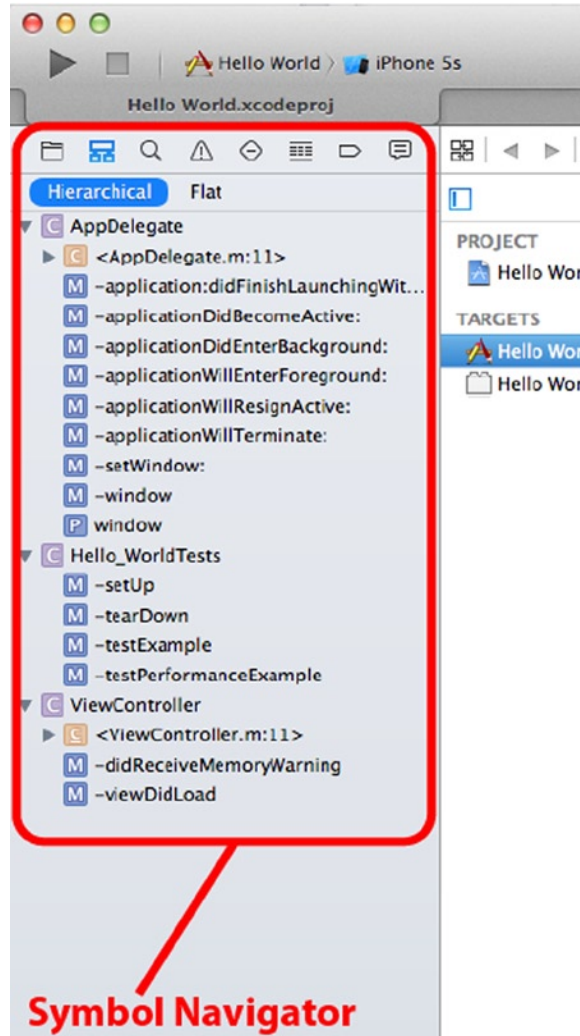 Hello World 〉 iPhone 5s
Hello World.xcodeproj
Hierarchical Flat
C AppDelegate
C <AppDelegate.m:11>
M -application:didFinishLaunchingWit...
M -applicationDidBecomeActive:
M -applicationDidEnterBackground:
M -applicationWillEnterForeground:
M -applicationWillResignActive:
M -applicationWillTerminate:
M -setWindow:
M -window
P window
C Hello_WorldTests
M -setUp
M -tearDown
M -testExample
M -testPerformanceExample
C ViewController
C <ViewController.m:11>
M -didReceiveMemoryWarning
M -viewDidLoad
PROJECT
Hello Wor
TARGETS
Hello Wor
Hello Wor
Symbol Navigator